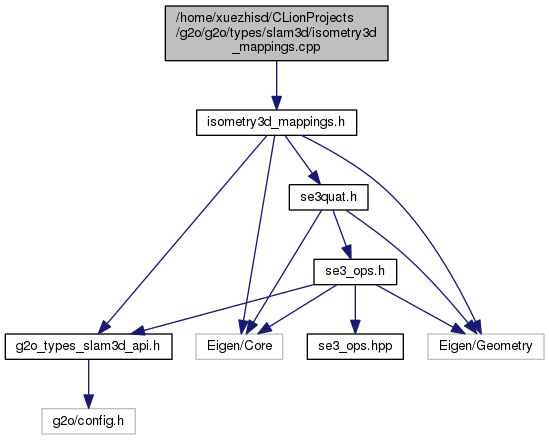 /home/xuezhisd/CLionProjects
/g2o/g2o/types/slam3d/isometry3d
_mappings.cpp
isometry3d_mappings.h
se3quat.h
se3_ops.h
g2o_types_slam3d_api.h
Eigen/Core
se3_ops.hpp
Eigen/Geometry
g2o/config.h